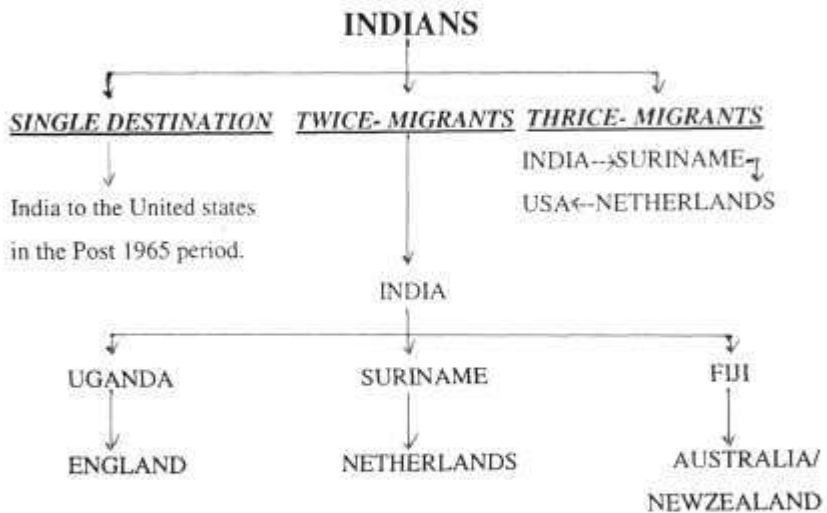 INDIANS
SINGLE DESTINATION TWICE- MIGRANTS THRICE- MIGRANTS
INDIA-->SURINAME
USA<--NETHERLANDS
India to the United states
in the Post 1965 period.
INDIA
UGANDA SURINAME FIJI
ENGLAND NETHERLANDS AUSTRALIA/
NEWZEALAND